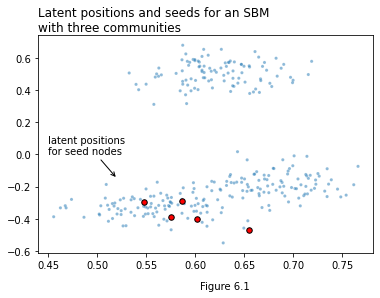 Latent positions and seeds for an SBM
with three communities
0.6
0.4
0.2
0.0
−0.2
−0.4
−0.6
latent positions
for seed nodes
0.45
0.50
0.55
0.60
0.65
0.70
0.75
Figure 6.1